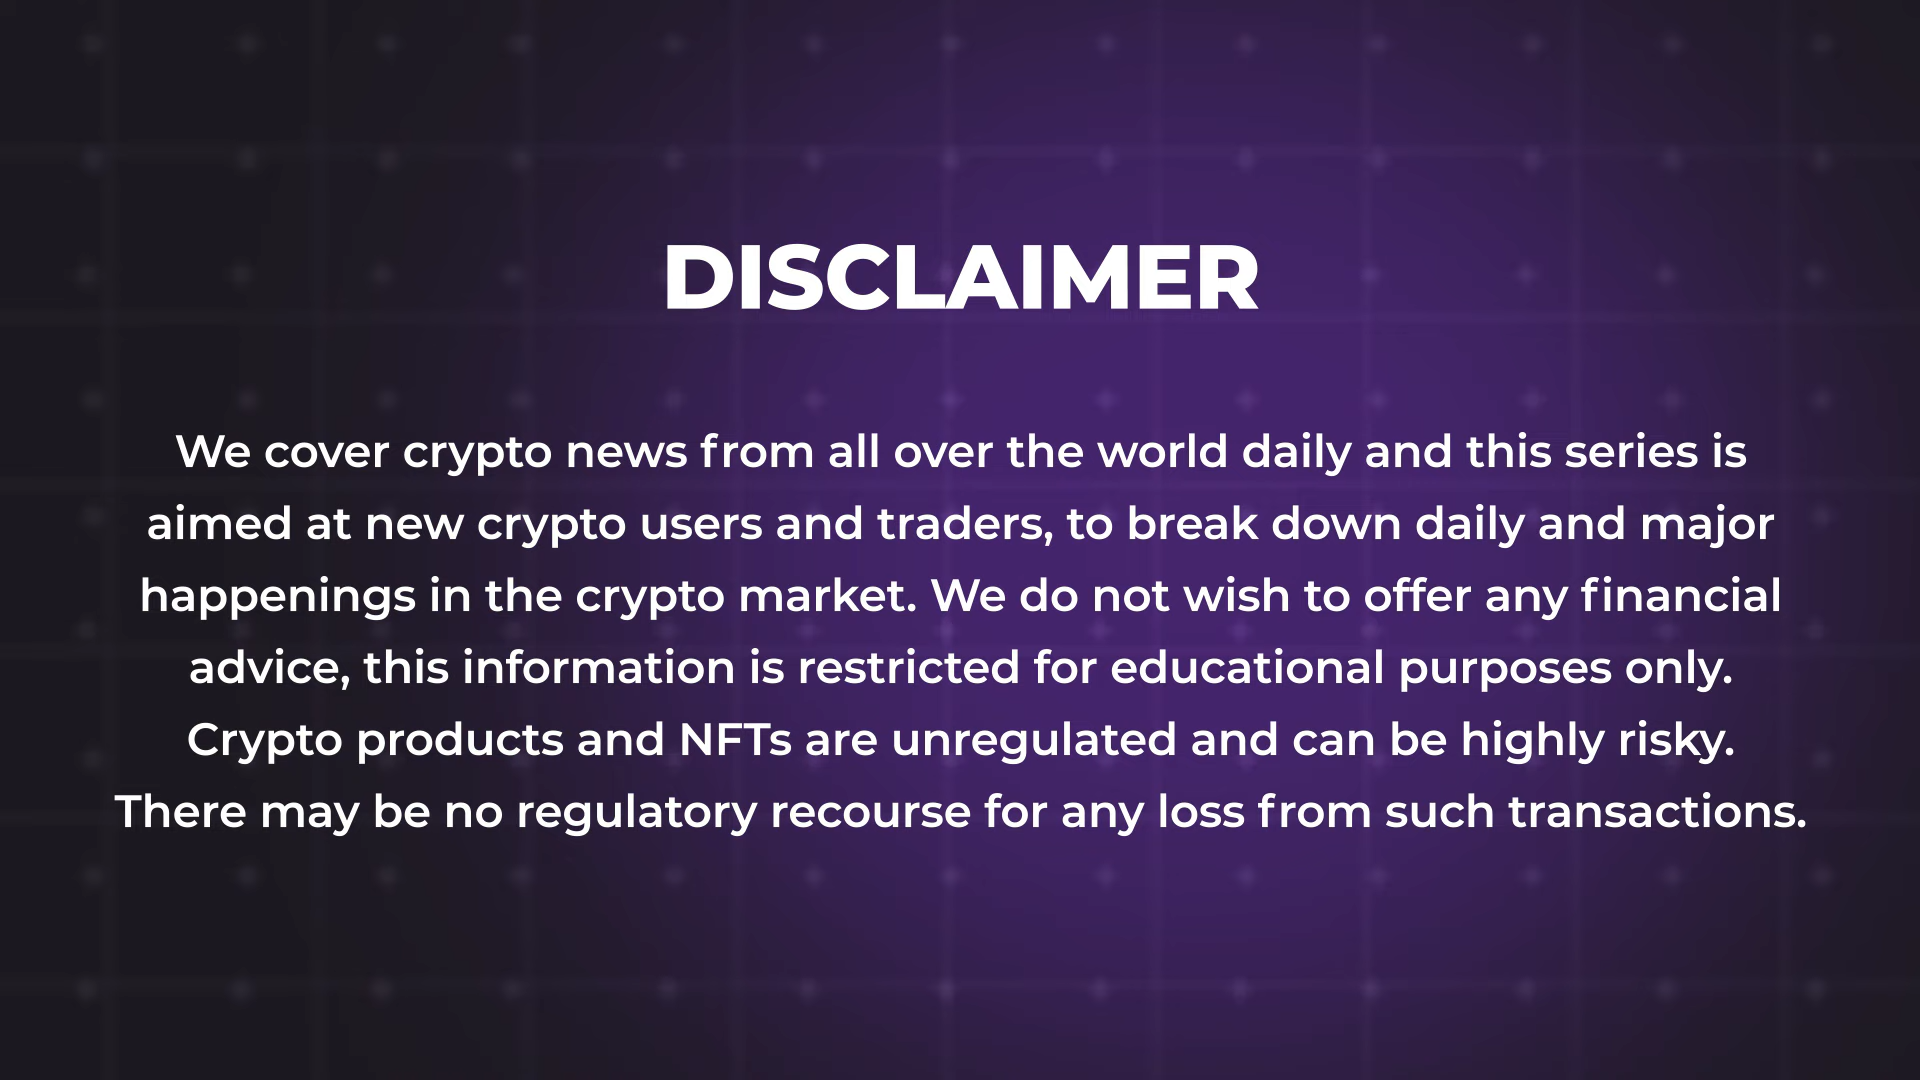 DISCLAIMER
We cover crypto news from all over the world daily and this series is
aimed at new crypto users and traders, to break down daily and major
happenings in the crypto market. We do not wish to offer any financial
advice, this information is restricted for educational purposes only.
Crypto products and NFTs are unregulated and can be highly risky.
There may be no regulatory recourse for any loss from such transactions.